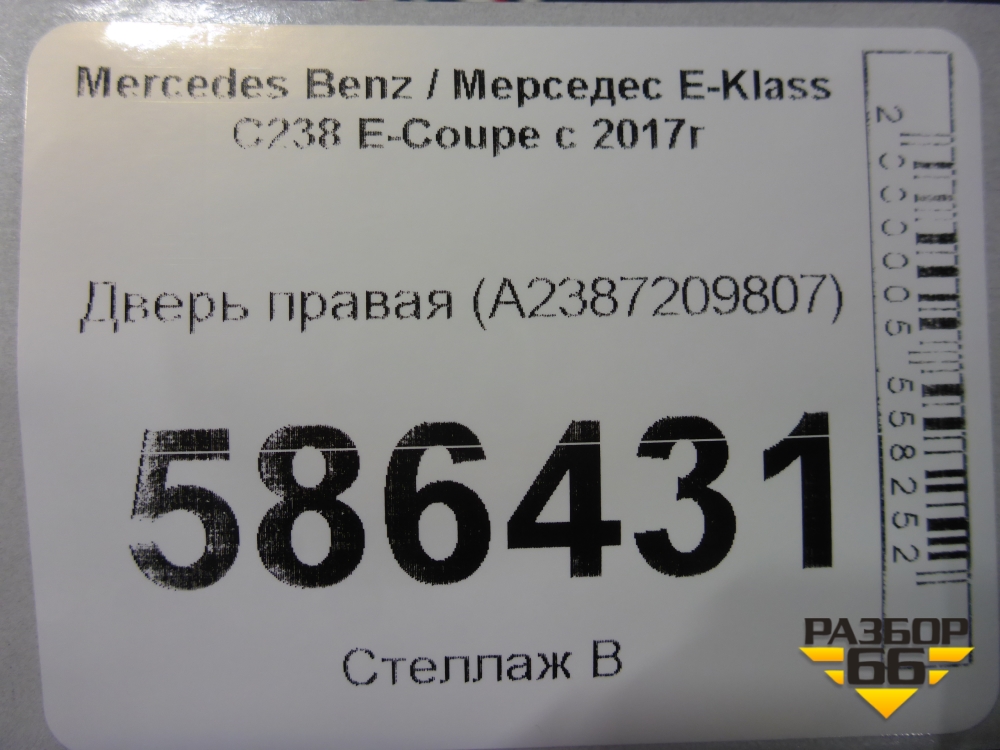 Mercedes Benz / Мерседес E-Klass
C238 E-Coupe с 2017г
Дверь правая (A2387209807)
586431
Стеллаж В
2000005582252
РАЗБОР
66